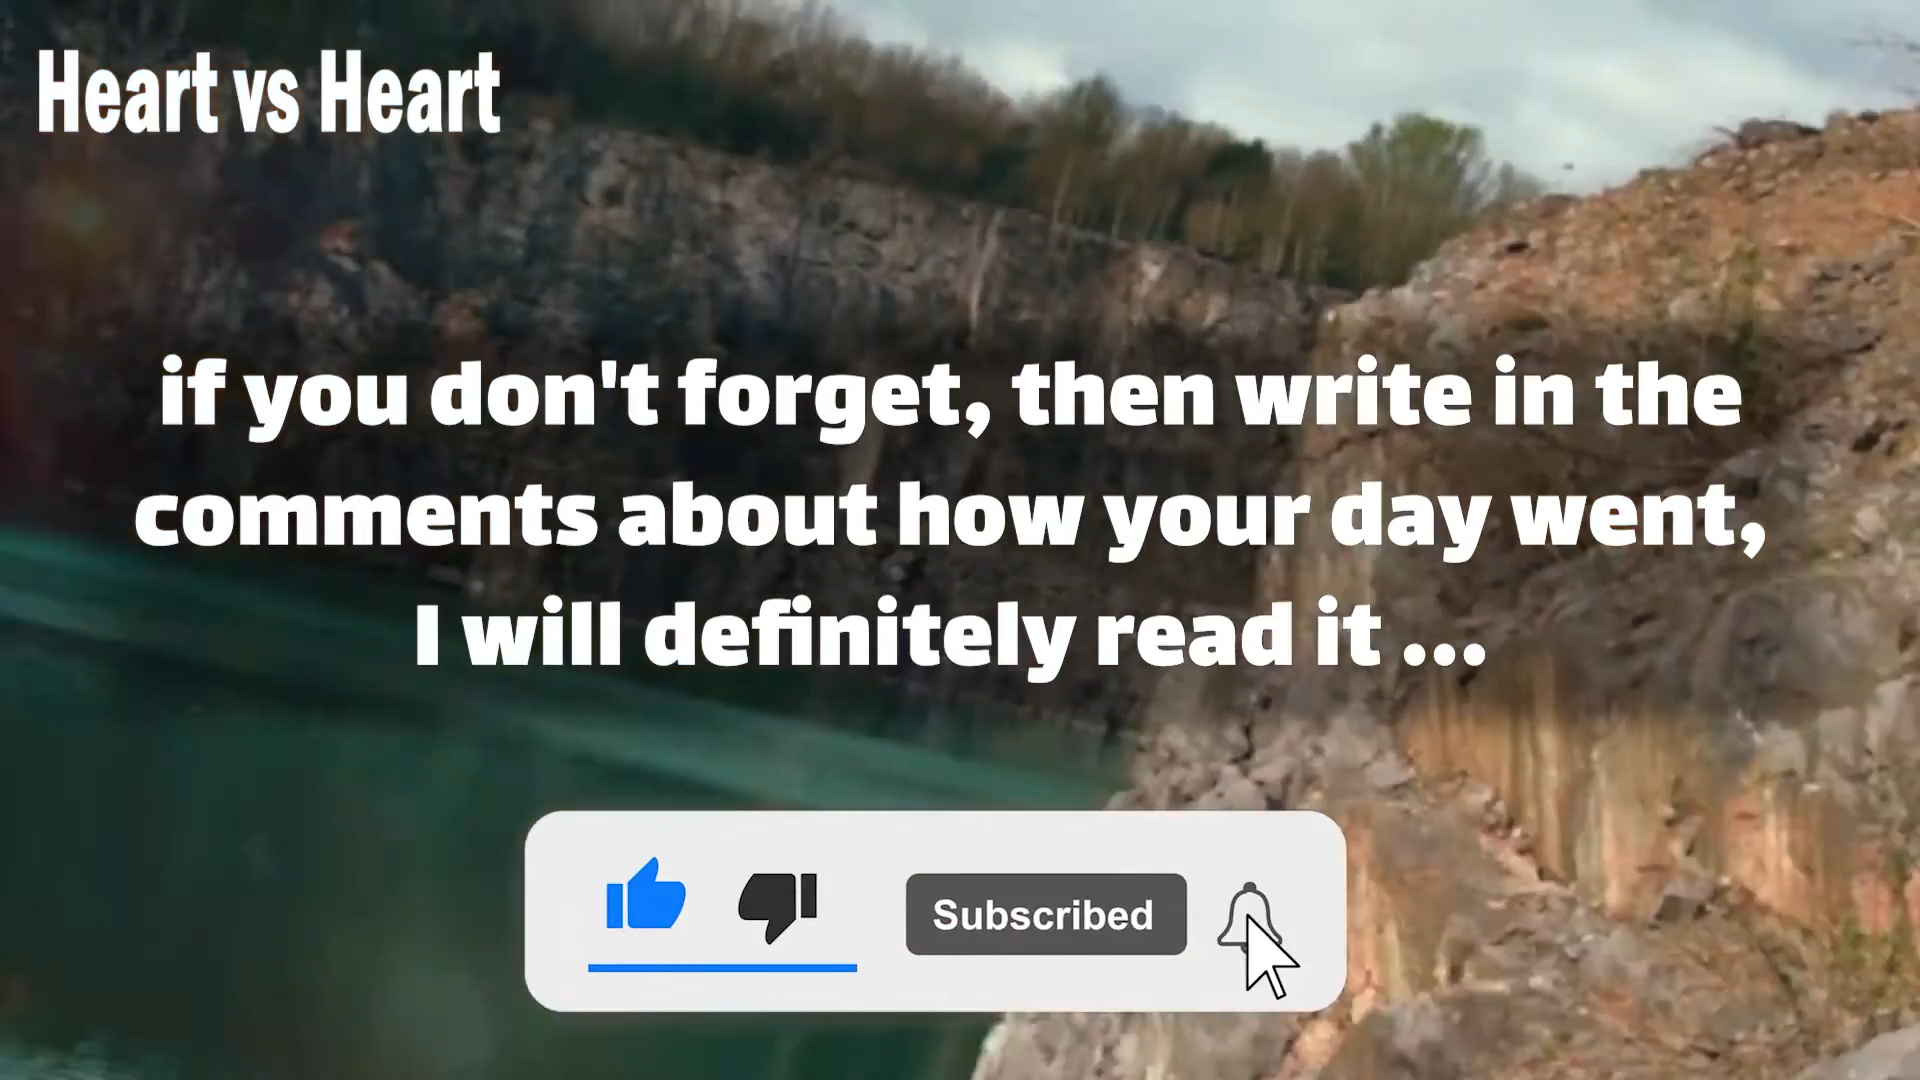 Heart vs Heart
if you don't forget, then write in the
comments about how your day went,
I will definitely read it ...
Subscribed